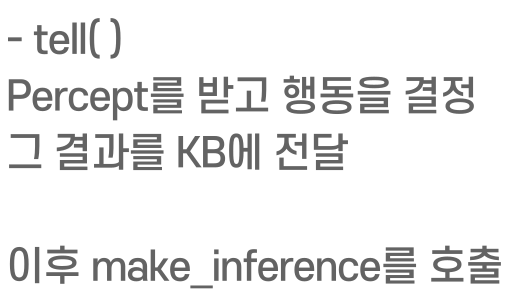 - tell( )
Percept를 받고 행동을 결정
그 결과를 KB에 전달
이후 make_inference를 호출